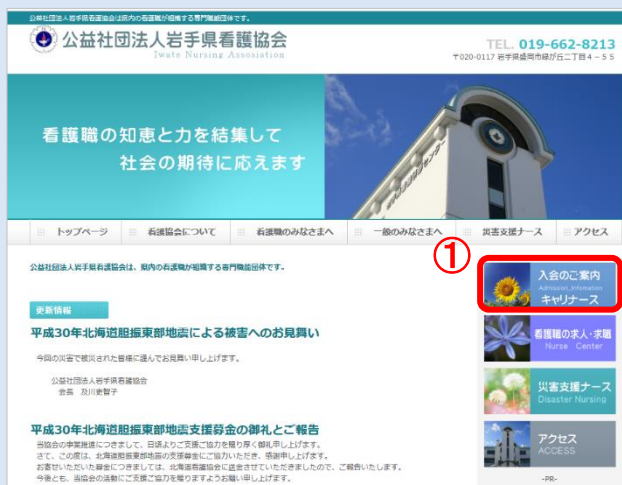 公益社団法人岩手県看護協会は県内の看護職が組織する専門職能団体です。
公益社団法人岩手県看護協会
Iwate Nursing Assosiation
TEL. 019-662-8213
〒020-0117 岩手県盛岡市緑が丘二丁目4－55
看護職の知恵と力を結集して
社会の期待に応えます
トップページ
看護協会について
看護職のみなさまへ
一般のみなさまへ
災害支援ナース
アクセス
①
公益社団法人岩手県看護協会は、県内の看護職が組織する専門職能団体です。
更新情報
平成30年北海道胆振東部地震による被害へのお見舞い
今回の災害で被災された皆様に謹んでお見舞い申し上げます。
公益社団法人岩手県看護協会
会長 及川吏智子
平成30年北海道胆振東部地震支援募金の御礼とご報告
当協会の事業推進につきまして、日頃よりご支援ご協力を賜り厚く御礼申し上げます。
さて、この度は、北海道胆振東部地震の支援募金にご協力いただき、感謝申し上げます。
お寄せいただいた募金につきましては、北海道看護協会に送金させていただきましたので、ご報告いたします。
今後とも、当協会の活動にご支援ご協力を賜りますようお願い申し上げます。
入会のご案内
Admission_Infomation
キャリナース
看護職の求人・求職
Nurse Center
災害支援ナース
Disaster Nursing
アクセス
ACCESS
-PR-